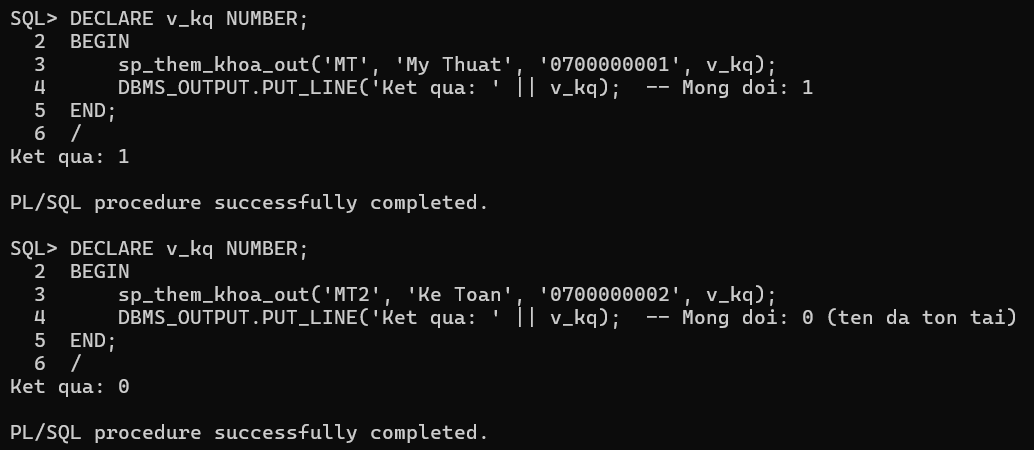 SQL> DECLARE v_kq NUMBER;
  2  BEGIN
  3      sp_them_khoa_out('MT', 'My Thuat', '0700000001', v_kq);
  4      DBMS_OUTPUT.PUT_LINE('Ket qua: ' || v_kq);  -- Mong doi: 1
  5  END;
  6  /
Ket qua: 1

PL/SQL procedure successfully completed.

SQL> DECLARE v_kq NUMBER;
  2  BEGIN
  3      sp_them_khoa_out('MT2', 'Ke Toan', '0700000002', v_kq);
  4      DBMS_OUTPUT.PUT_LINE('Ket qua: ' || v_kq);  -- Mong doi: 0 (ten da ton tai)
  5  END;
  6  /
Ket qua: 0

PL/SQL procedure successfully completed.